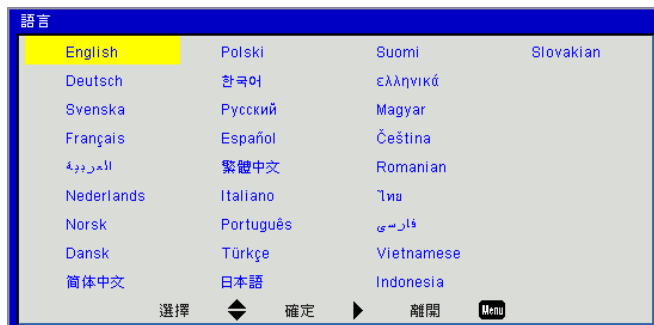 語言
English Polski Suomi Slovakian
Deutsch 한국어 ελληνικά
Svenska Русский Magyar
Français Español Čeština
العربية 繁體中文 Romanian
Nederlands Italiano ไทย
Norsk Português فارسی
Dansk Türkçe Vietnamese
简体中文 日本語 Indonesia
選擇 確定 離開 Menu